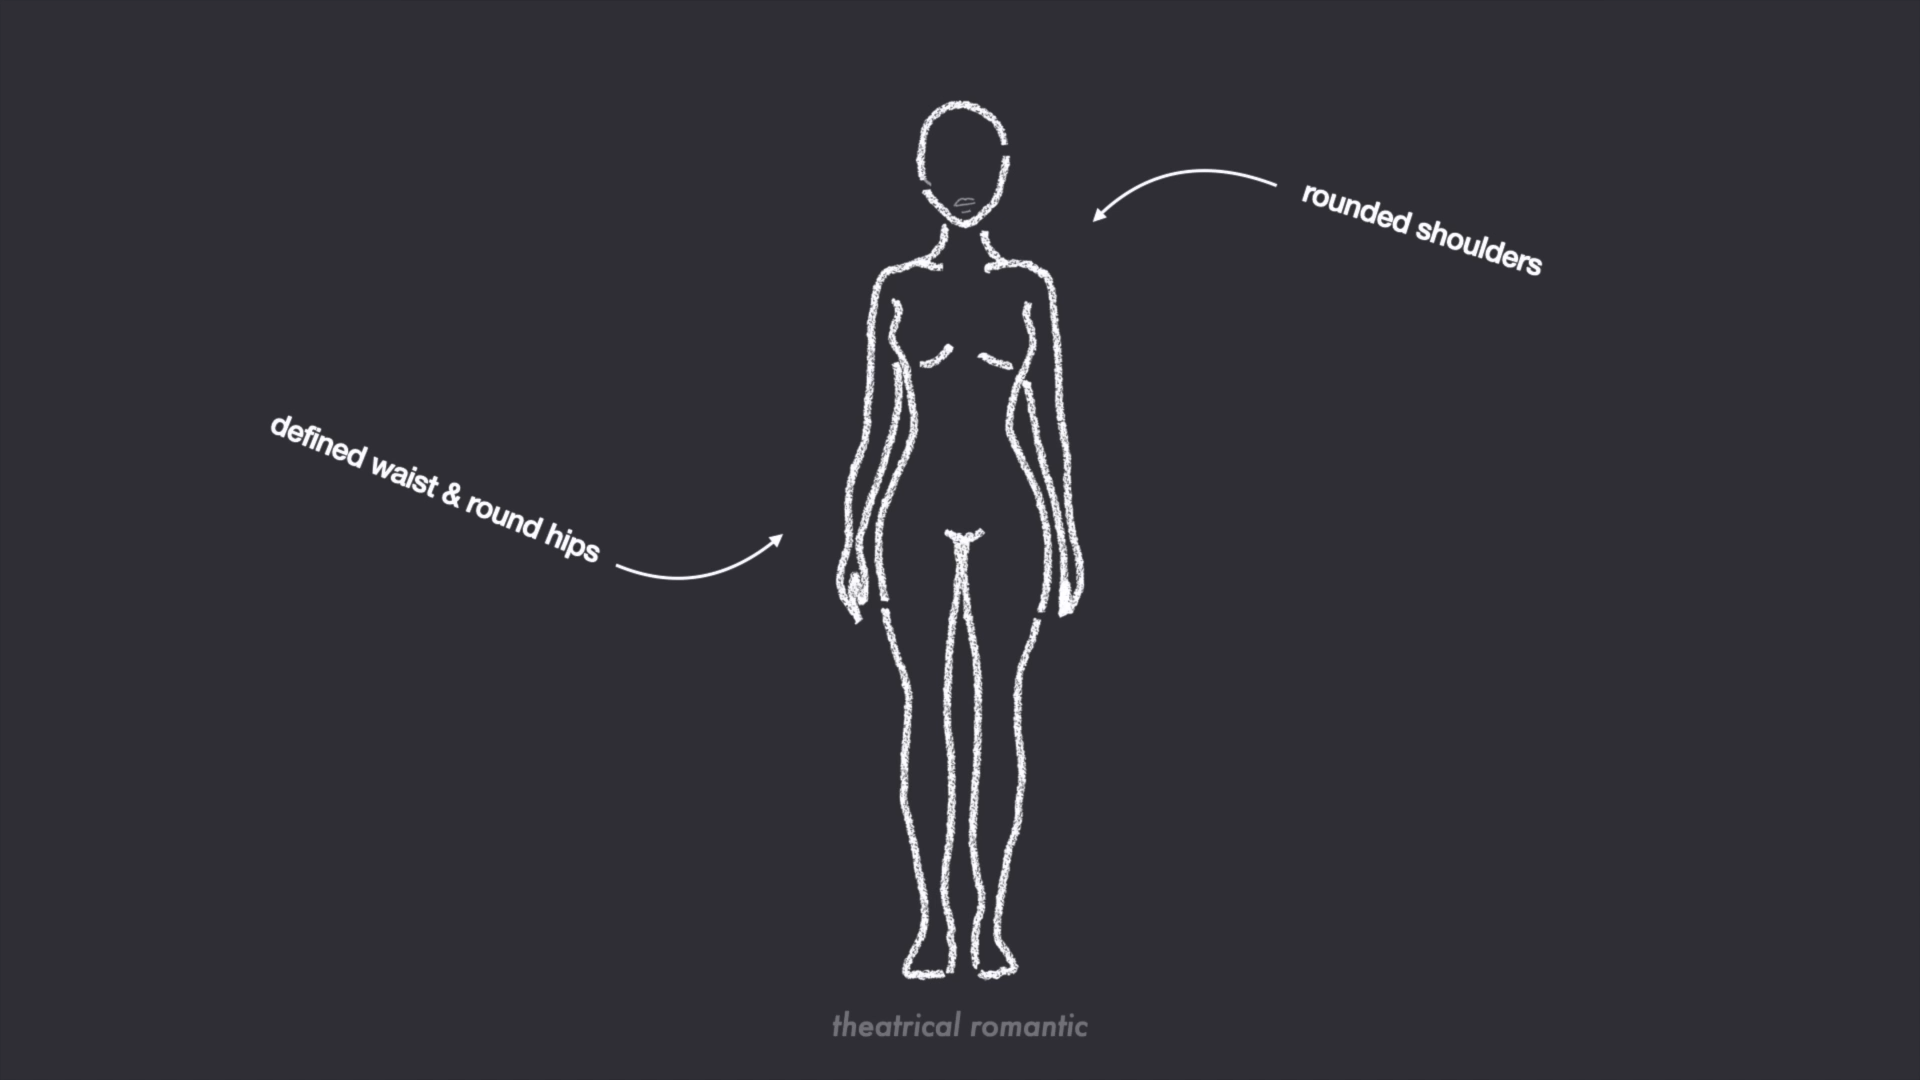 rounded shoulders
defined waist & round hips
theatrical romantic